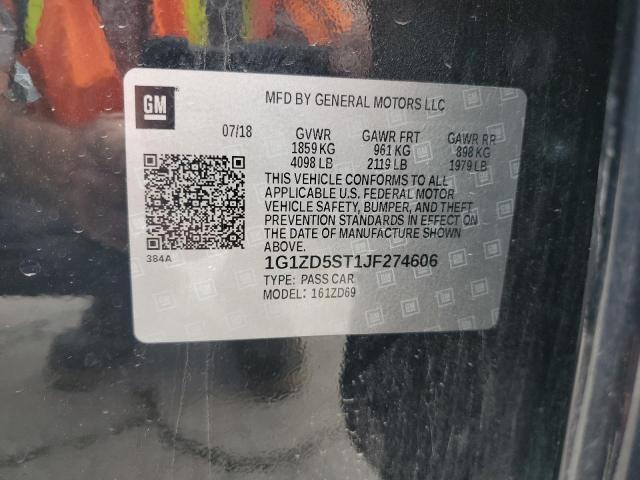 GM
MFD BY GENERAL MOTORS LLC
07/18 GVWR GAWR FRT GAWR RR
1859 KG 961 KG 898 KG
4098 LB 2119 LB 1979 LB
THIS VEHICLE CONFORMS TO ALL
APPLICABLE U.S. FEDERAL MOTOR
VEHICLE SAFETY, BUMPER, AND THEFT
PREVENTION STANDARDS IN EFFECT ON
THE DATE OF MANUFACTURE SHOWN
ABOVE.
384A
1G1ZD5ST1JF274606
TYPE: PASS CAR
MODEL: 161ZD69